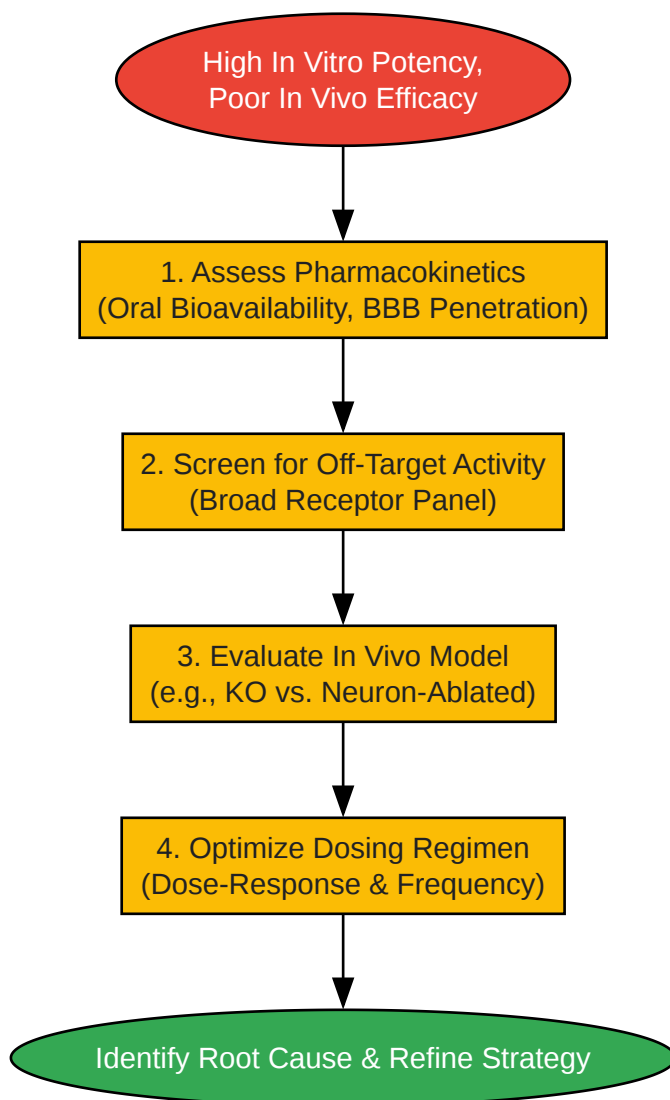 High In Vitro Potency,
Poor In Vivo Efficacy
1. Assess Pharmacokinetics
(Oral Bioavailability, BBB Penetration)
2. Screen for Off-Target Activity
(Broad Receptor Panel)
3. Evaluate In Vivo Model
(e.g., KO vs. Neuron-Ablated)
4. Optimize Dosing Regimen
(Dose-Response & Frequency)
Identify Root Cause & Refine Strategy